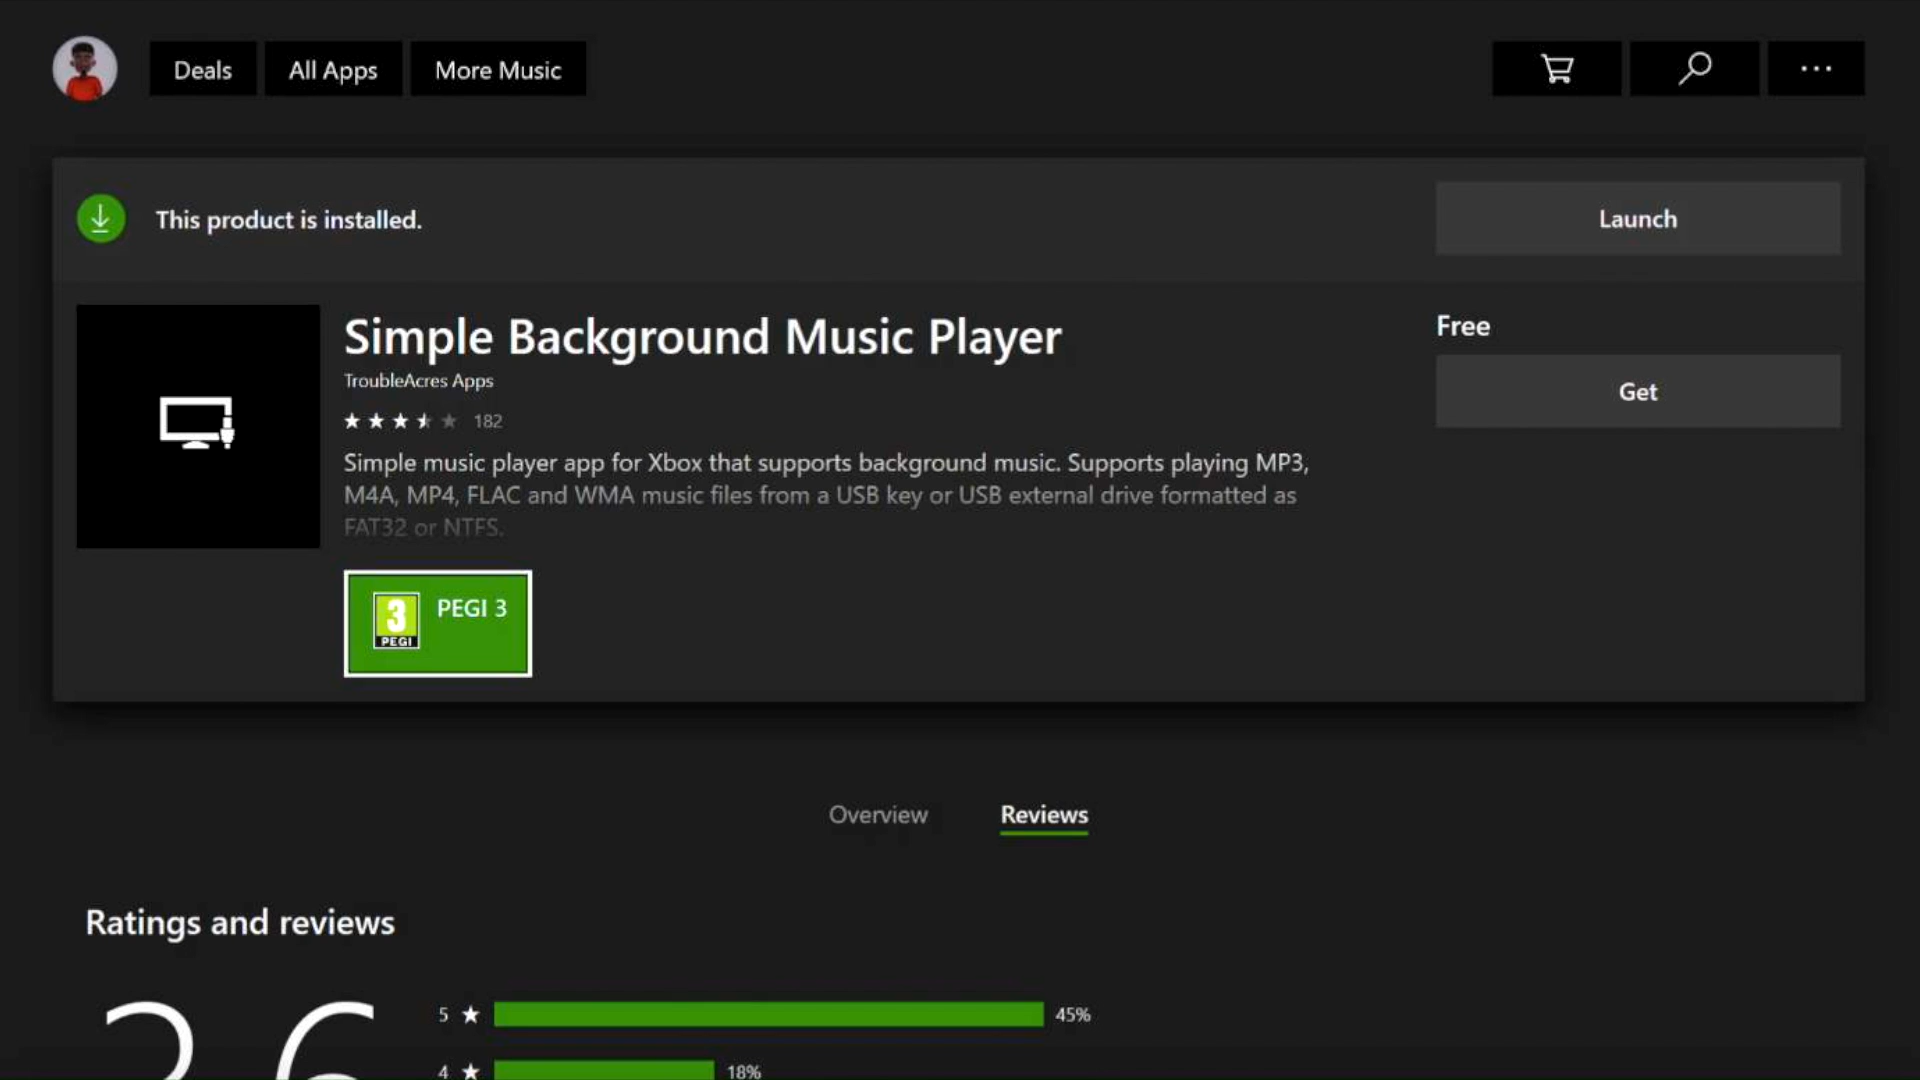 Deals
All Apps
More Music
This product is installed.
Launch
Simple Background Music Player
TroubleAcres Apps
182
Simple music player app for Xbox that supports background music. Supports playing MP3,
M4A, MP4, FLAC and WMA music files from a USB key or USB external drive formatted as
FAT32 or NTFS.
Free
Get
3
PEGI
PEGI 3
Overview
Reviews
Ratings and reviews
5 ★ 45%
4 ★ 18%